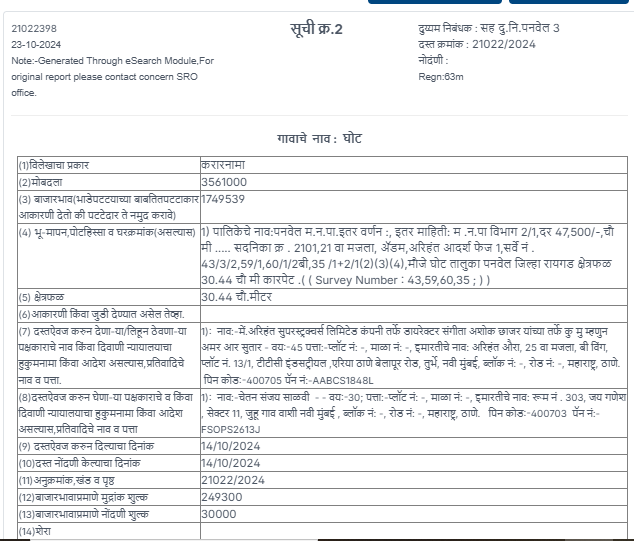 21022398
23-10-2024
Note:-Generated Through eSearch Module,For
original report please contact concern SRO
office.
सूची क्र.2
दुय्यम निबंधक : सह दु.नि.पनवेल 3
दस्त क्रमांक : 21022/2024
नोदंणी :
Regn:63m
गावाचे नाव : घोट
(1)विलेखाचा प्रकार
करारनामा
(2)मोबदला
3561000
(3) बाजारभाव(भाडेपटटयाच्या बाबतितपटटाकार
आकारणी देतो की पटटेदार ते नमुद करावे)
1749539
(4) भू-मापन,पोटहिस्सा व घरक्रमांक(असल्यास)
1) पालिकेचे नाव:पनवेल म.न.पा.इतर वर्णन :, इतर माहिती: म .न.पा विभाग 2/1,दर 47,500/-,चौ
मी ..... सदनिका क्र . 2101,21 वा मजला, अ‍ॅडम,अरिहंत आदर्श फेज 1,सर्वे नं .
43/3/2,59/1,60/1/2बी,35 /1+2/1(2)(3)(4),मौजे घोट तालुका पनवेल जिल्हा रायगड क्षेत्रफळ
30.44 चौ मी कारपेट .( ( Survey Number : 43,59,60,35 ; ) )
(5) क्षेत्रफळ
30.44 चौ.मीटर
(6)आकारणी किंवा जुडी देण्यात असेल तेव्हा.
(7) दस्तऐवज करुन देणा-या/लिहून ठेवणा-या
पक्षकाराचे नाव किंवा दिवाणी न्यायालयाचा
हुकुमनामा किंवा आदेश असल्यास,प्रतिवादिचे
नाव व पत्ता.
1): नाव:-मे.अरिहंत सुपरस्ट्रक्चर्स लिमिटेड कंपनी तर्फे डायरेक्टर संगीता अशोक छाजर यांच्या तर्फे कु मु म्हणुन
अमर आर सुतार - वय:-45 पत्ता:-प्लॉट नं: -, माळा नं: -, इमारतीचे नाव: अरिहंत औरा, 25 वा मजला, बी विंग,
प्लॉट नं. 13/1, टीटीसी इंडसट्रीयल ,एरिया ठाणे बेलापूर रोड, तुर्भे, नवी मुंबई, ब्लॉक नं: -, रोड नं: -, महाराष्ट्र, ठाणे.
पिन कोड:-400705 पॅन नं:-AABCS1848L
(8)दस्तऐवज करुन घेणा-या पक्षकाराचे व किंवा
दिवाणी न्यायालयाचा हुकुमनामा किंवा आदेश
असल्यास,प्रतिवादिचे नाव व पत्ता
1): नाव:-चेतन संजय साळवी - - वय:-30; पत्ता:-प्लॉट नं: -, माळा नं: -, इमारतीचे नाव: रूम नं . 303, जय गणेश
, सेक्टर 11, जुहू गाव वाशी नवी मुंबई , ब्लॉक नं: -, रोड नं: -, महाराष्ट्र, ठाणे. पिन कोड:-400703 पॅन नं:-
FSOPS2613J
(9) दस्तऐवज करुन दिल्याचा दिनांक
14/10/2024
(10)दस्त नोंदणी केल्याचा दिनांक
14/10/2024
(11)अनुक्रमांक,खंड व पृष्ठ
21022/2024
(12)बाजारभावाप्रमाणे मुद्रांक शुल्क
249300
(13)बाजारभावाप्रमाणे नोंदणी शुल्क
30000
(14)शेरा